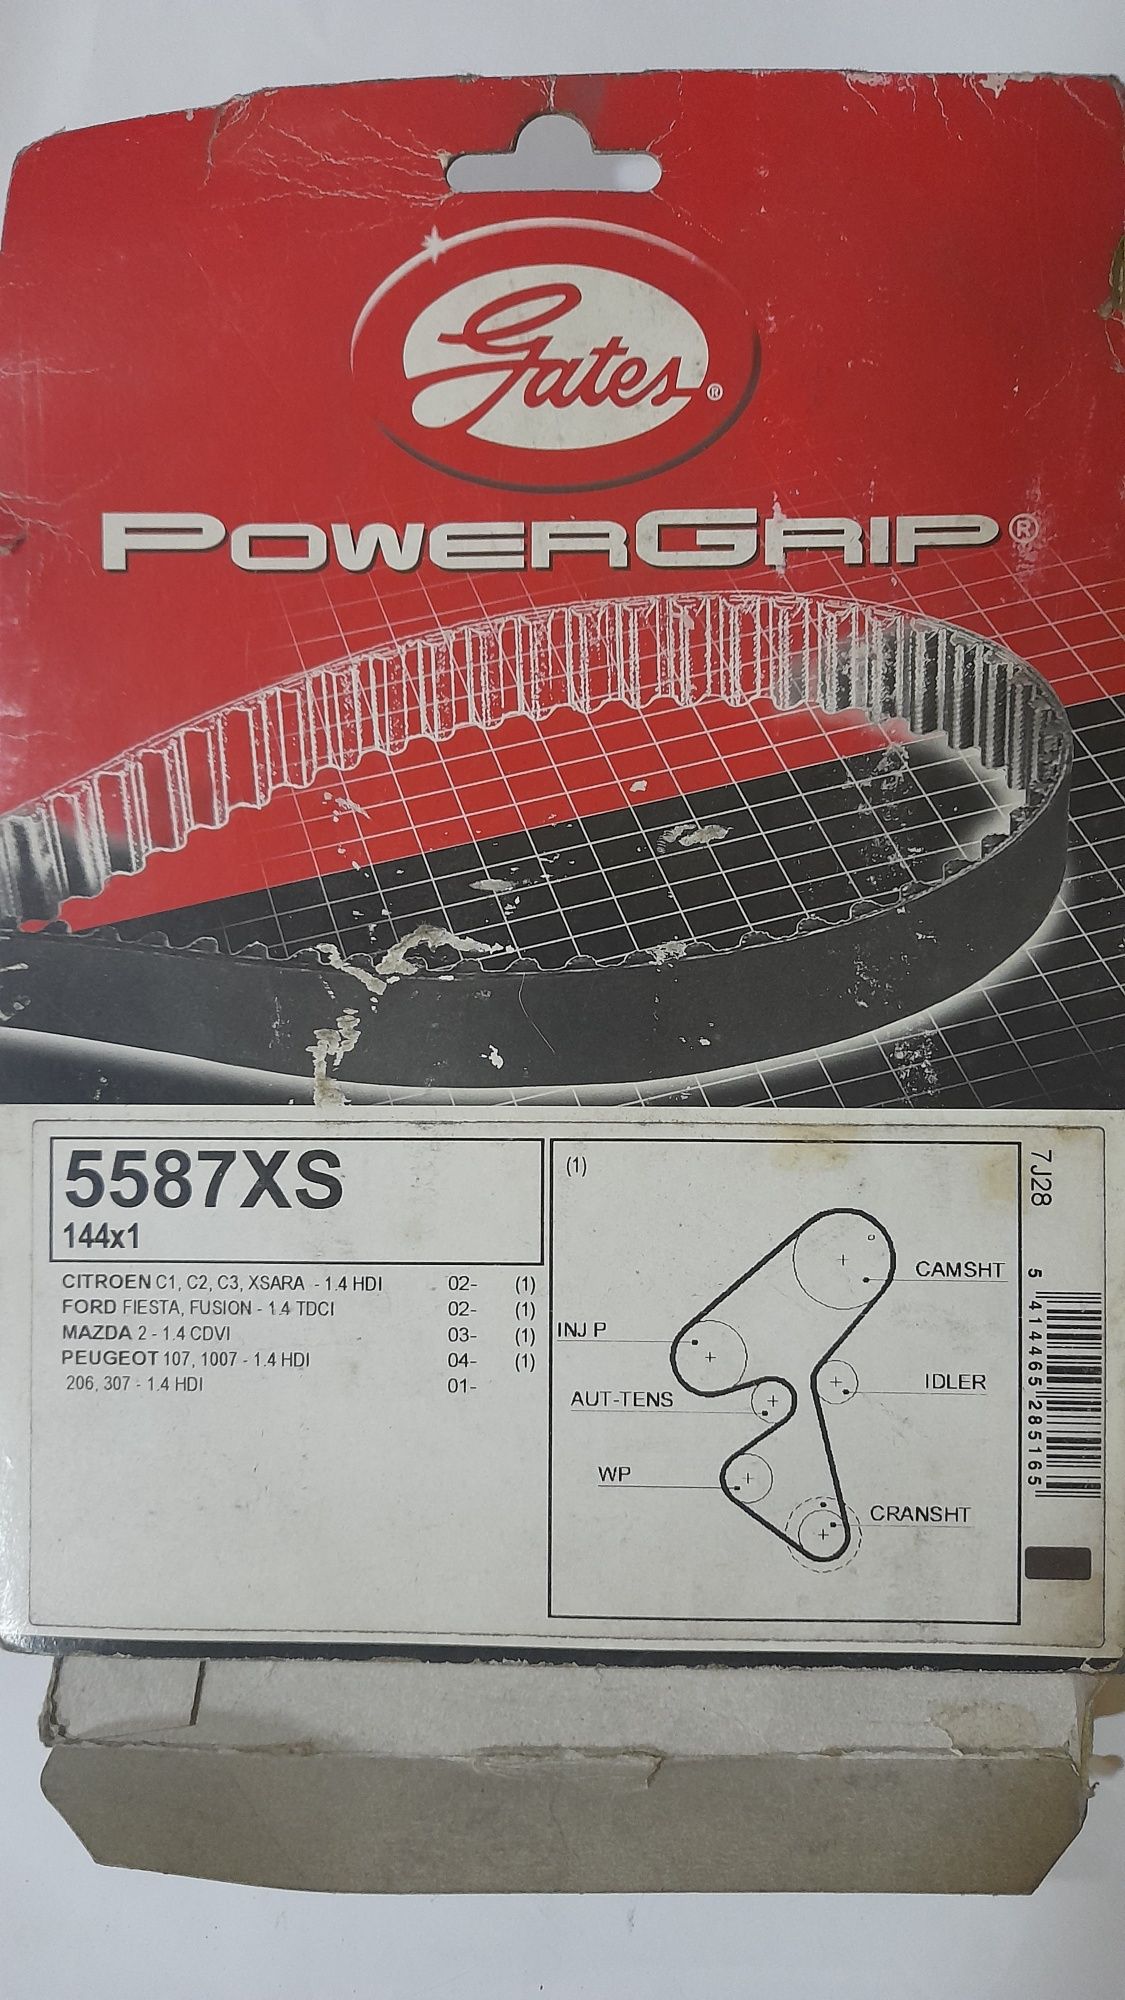 Gates®
POWERGRIP®
5587XS
144x1
CITROEN C1, C2, C3, XSARA - 1.4 HDI 02- (1)
FORD FIESTA, FUSION - 1.4 TDCI 02- (1)
MAZDA 2 - 1.4 CDVI 03- (1)
PEUGEOT 107, 1007 - 1.4 HDI 04- (1)
206, 307 - 1.4 HDI 01-
(1)
CAMSHT
INJ P
IDLER
AUT-TENS
WP
CRANSHT
7J28
5 414465 285165